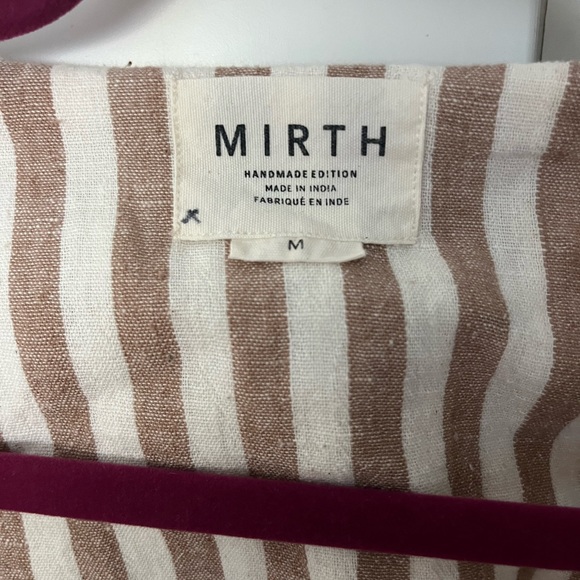 MIRTH
HANDMADE EDITION
MADE IN INDIA
FABRIQUÉ EN INDE
M